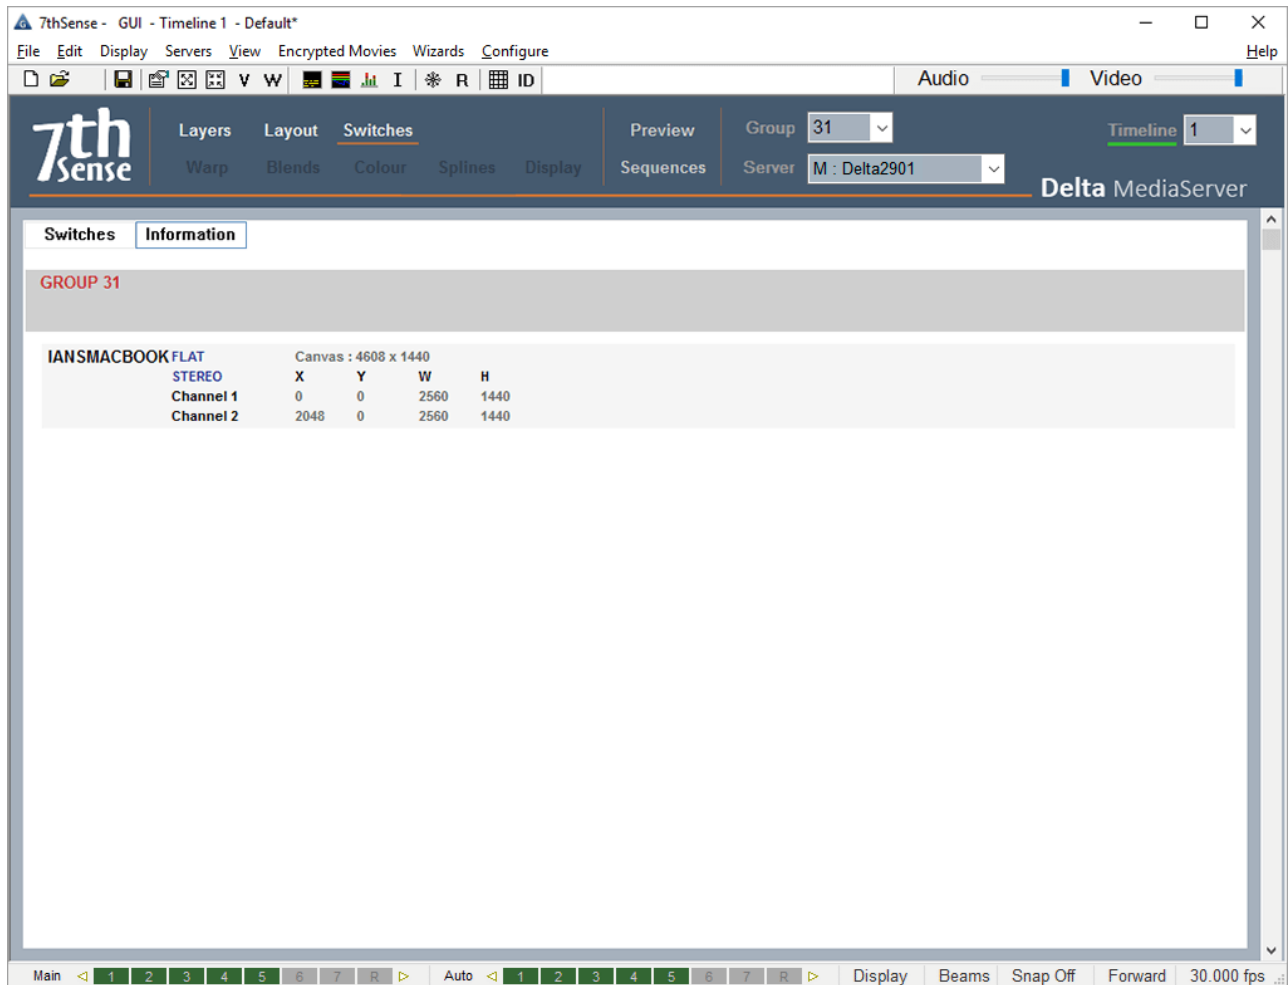 7thSense - GUI - Timeline 1 - Default*
File Edit Display Servers View Encrypted Movies Wizards Configure Help
V W I R ID Audio Video
7th Sense
Layers Layout Switches Preview Group 31 Timeline 1
Warp Blends Colour Splines Display Sequences Server M : Delta2901
Delta MediaServer
Switches Information
GROUP 31
IANSMACBOOK FLAT Canvas : 4608 x 1440
STEREO X Y W H
Channel 1 0 0 2560 1440
Channel 2 2048 0 2560 1440
Main 1 2 3 4 5 6 7 R Auto 1 2 3 4 5 6 7 R Display Beams Snap Off Forward 30.000 fps